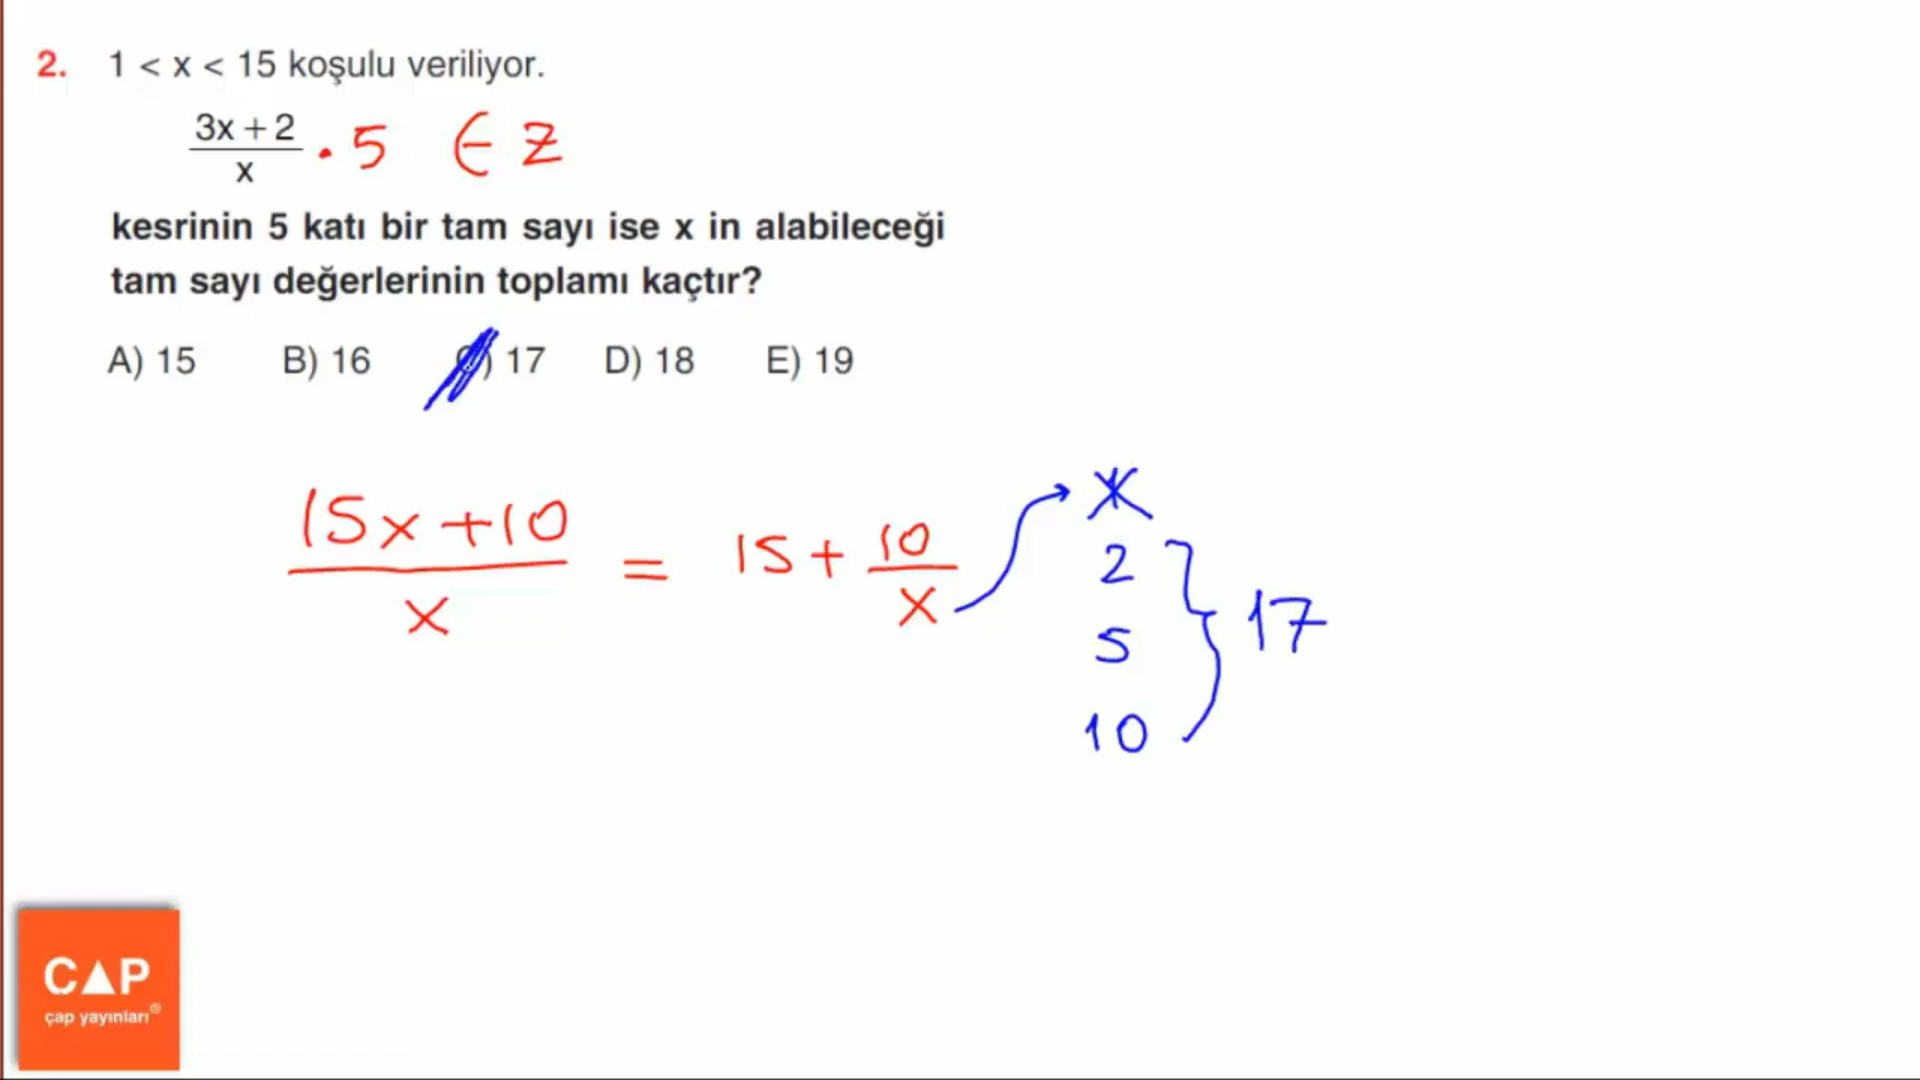 2. 1 < x < 15 koşulu veriliyor.
3x + 2 / x · 5 ∈ Z
kesrinin 5 katı bir tam sayı ise x in alabileceği
tam sayı değerlerinin toplamı kaçtır?
A) 15 B) 16 C) 17 D) 18 E) 19
15x + 10 / x = 15 + 10 / x
1
2
5
10
17
CAP
çap yayınları®